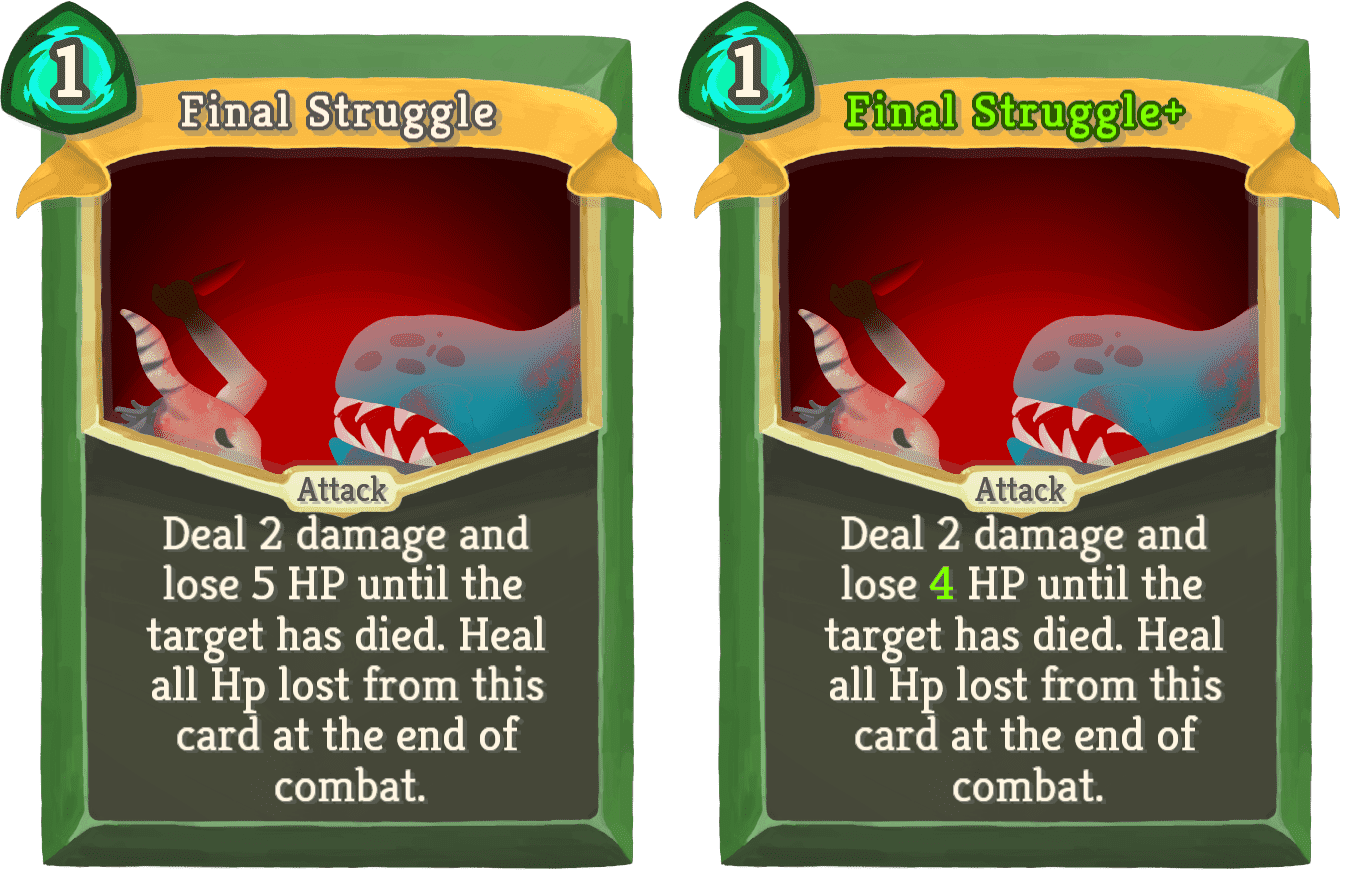 1
Final Struggle
Attack
Deal 2 damage and
lose 5 HP until the
target has died. Heal
all Hp lost from this
card at the end of
combat.
1
Final Struggle+
Attack
Deal 2 damage and
lose 4 HP until the
target has died. Heal
all Hp lost from this
card at the end of
combat.